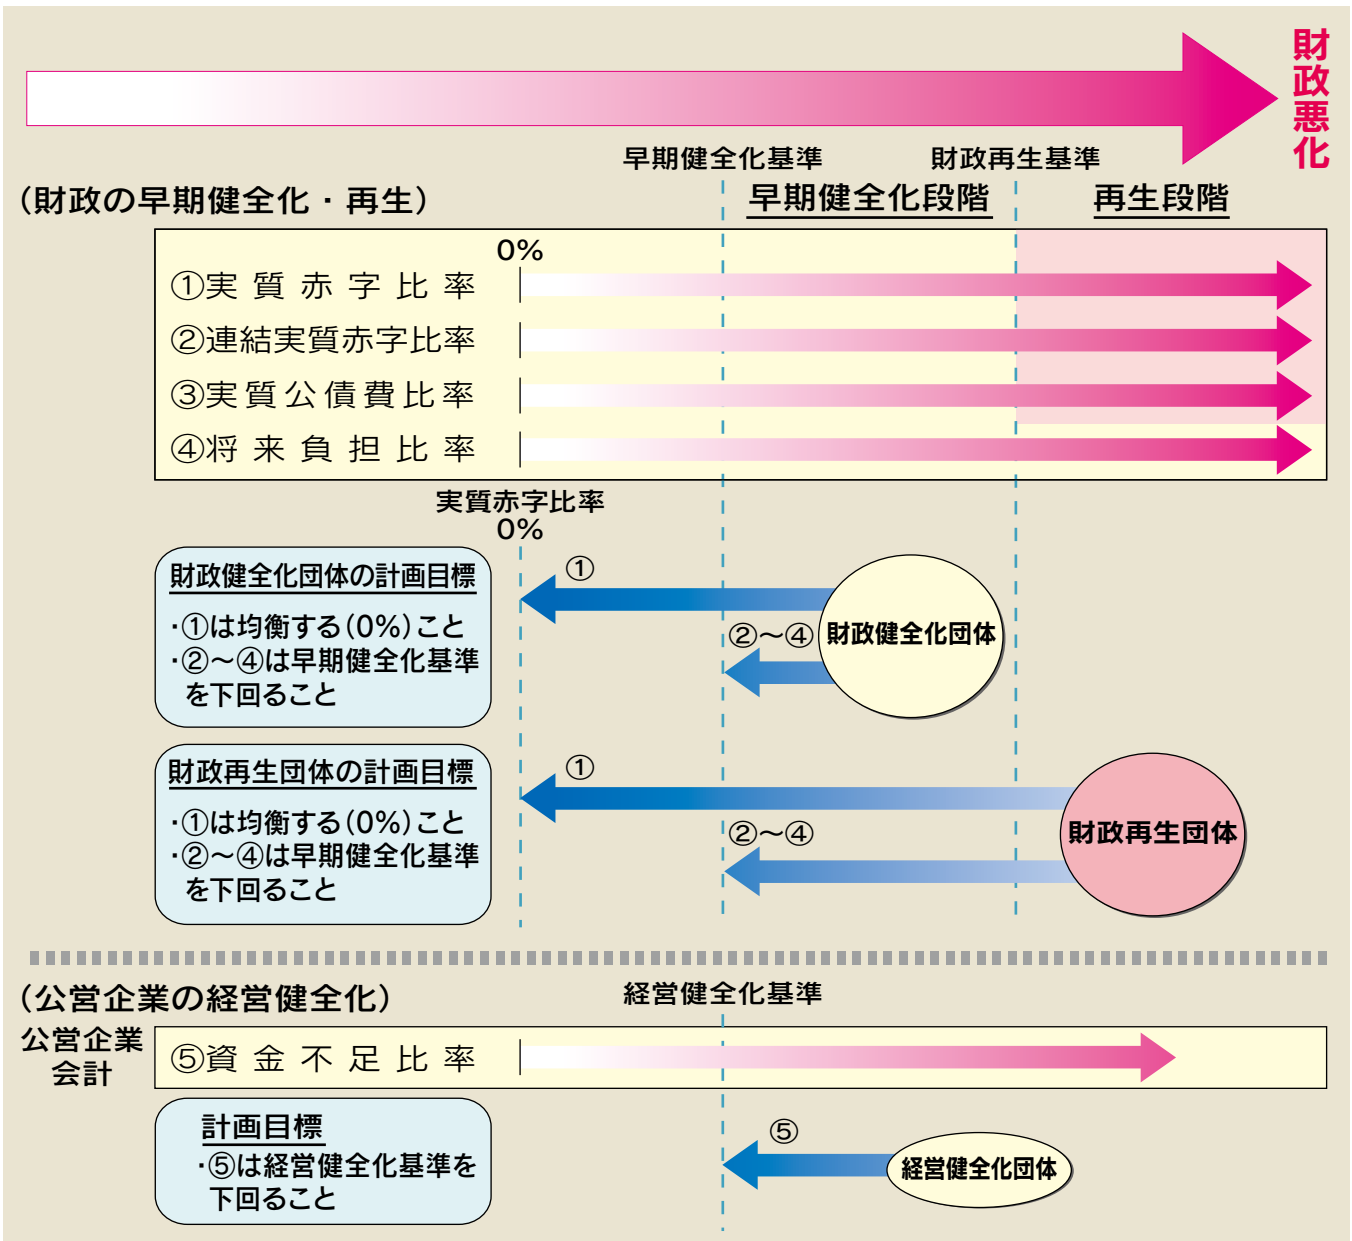 財政悪化
早期健全化基準
財政再生基準
(財政の早期健全化・再生)
早期健全化段階
再生段階
0%
①実質赤字比率
②連結実質赤字比率
③実質公債費比率
④将来負担比率
実質赤字比率
0%
財政健全化団体の計画目標
・①は均衡する(0%)こと
・②～④は早期健全化基準
を下回ること
①
②～④
財政健全化団体
財政再生団体の計画目標
・①は均衡する(0%)こと
・②～④は早期健全化基準
を下回ること
①
②～④
財政再生団体
(公営企業の経営健全化)
経営健全化基準
公営企業
会計
⑤資金不足比率
計画目標
・⑤は経営健全化基準を
下回ること
⑤
経営健全化団体